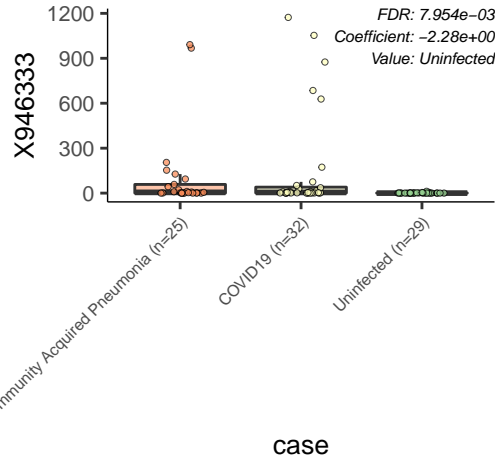 FDR: 7.954e−03
Coefficient: −2.28e+00
Value: Uninfected
X946333
1200
900
600
300
0
mmunity Acquired Pneumonia (n=25)
COVID19 (n=32)
Uninfected (n=29)
case